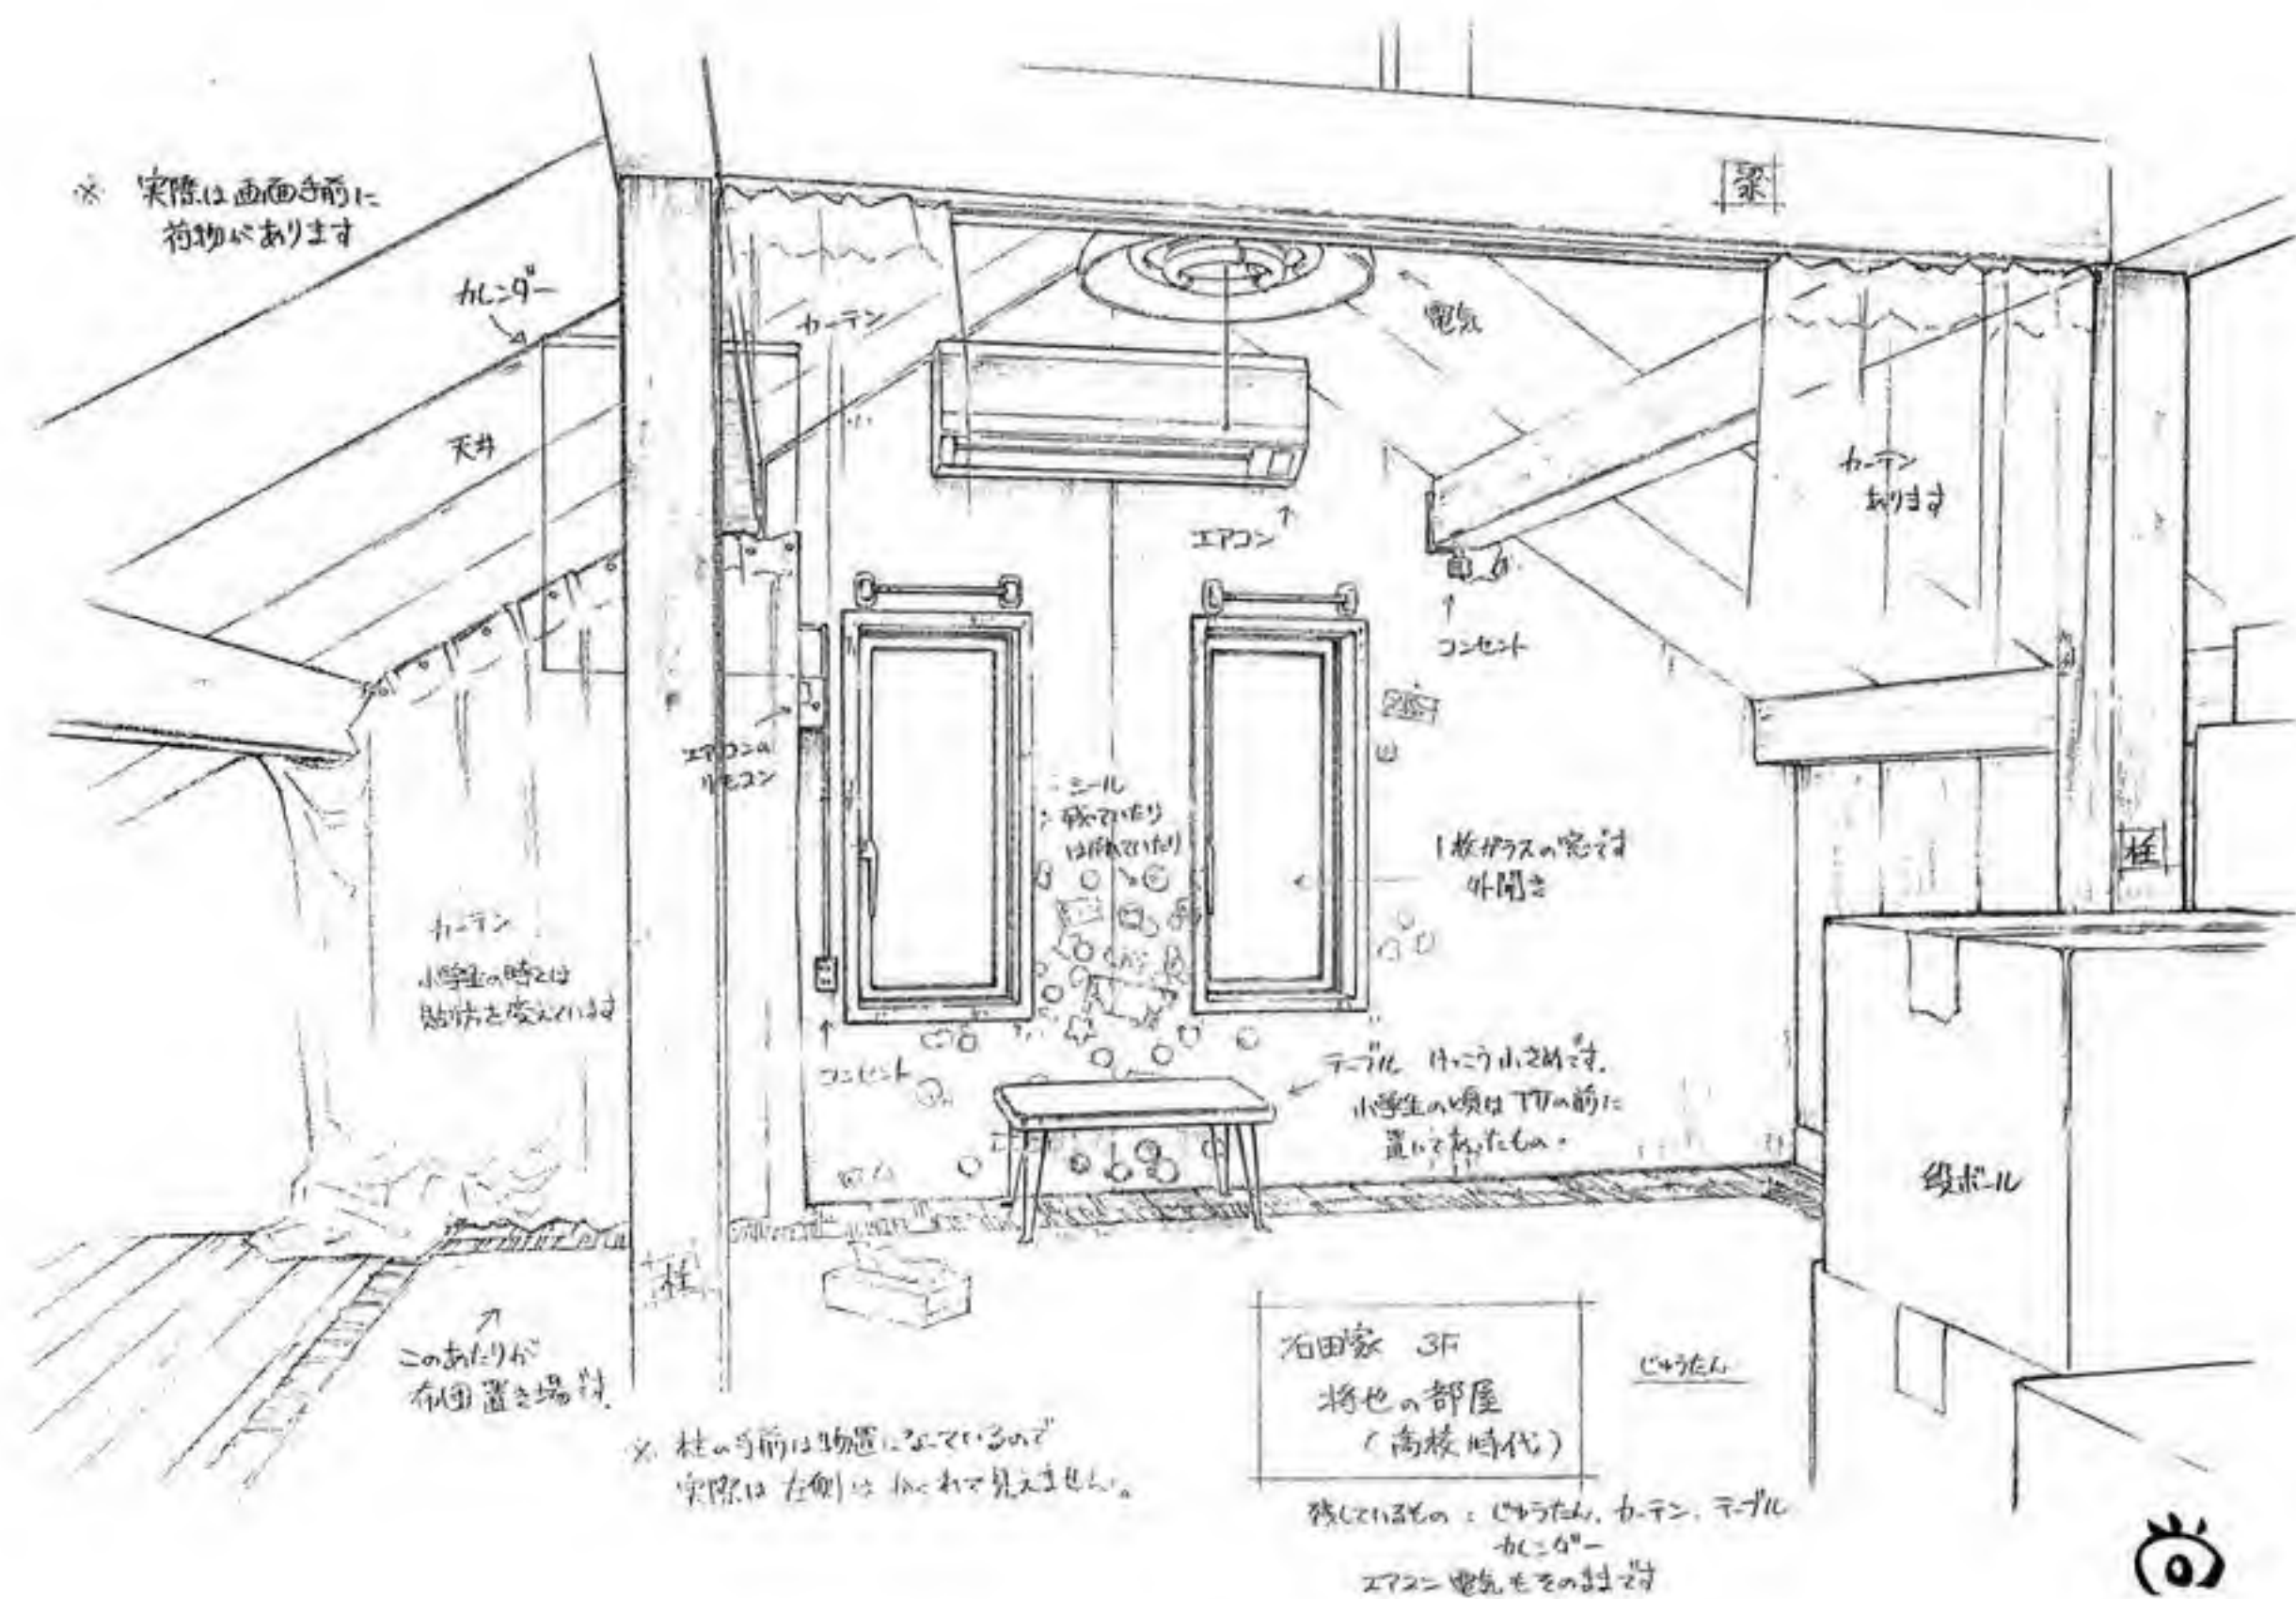 ※ 実際は画面手前に
荷物があります
梁
カレンダー
カーテン
電気
天井
カーテン
あります
エアコン
コンセント
エアコンの
リモコン
シール
残っていたり
はがれていたり
1枚ガラスの窓です
外開き
柱
カーテン
小学生の時とは
貼り方を変えています
コンセント
テーブル けっこう小さめです。
小学生の頃はTVの前に
置いてあったもの。
段ボール
柱
このあたりが
布団置き場です。
石田家 3F
将也の部屋
(高校時代)
じゅうたん
※ 柱の手前は物置になっているので
実際は左側はかくれて見えません。
残しているもの:じゅうたん、カーテン、テーブル
カレンダー
エアコン 電気もそのままです